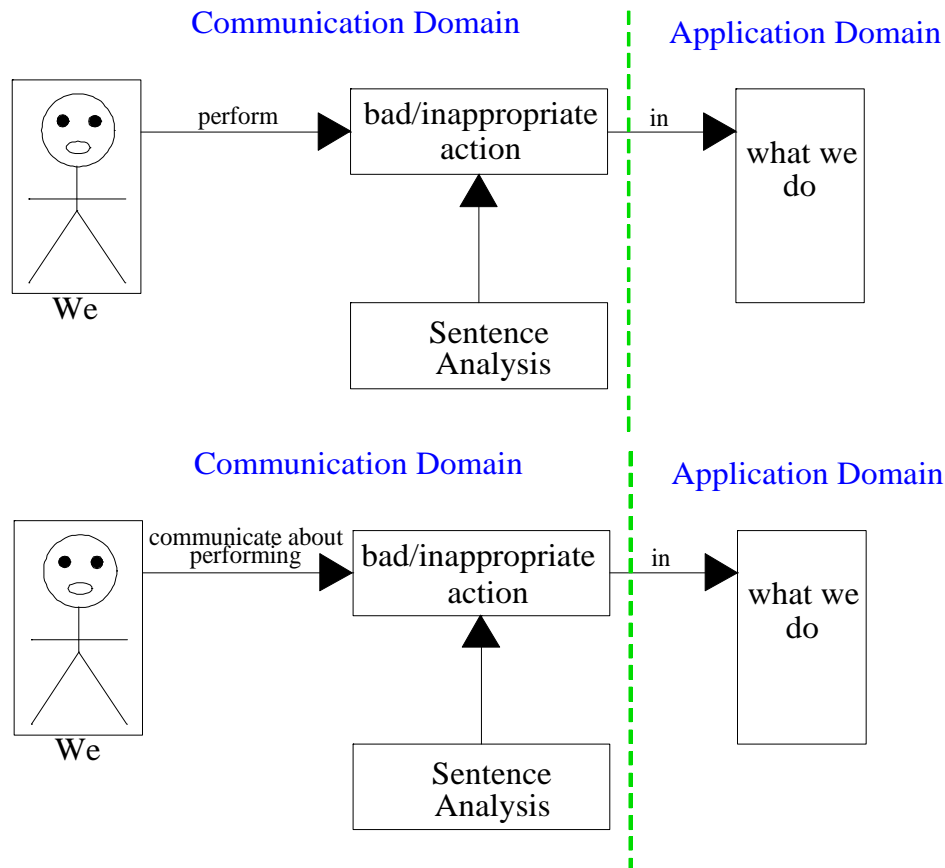 Communication Domain
Application Domain
perform
bad/inappropriate
action
in
what we
do
We
Sentence
Analysis
Communication Domain
Application Domain
communicate about
performing
bad/inappropriate
action
in
what we
do
We
Sentence
Analysis